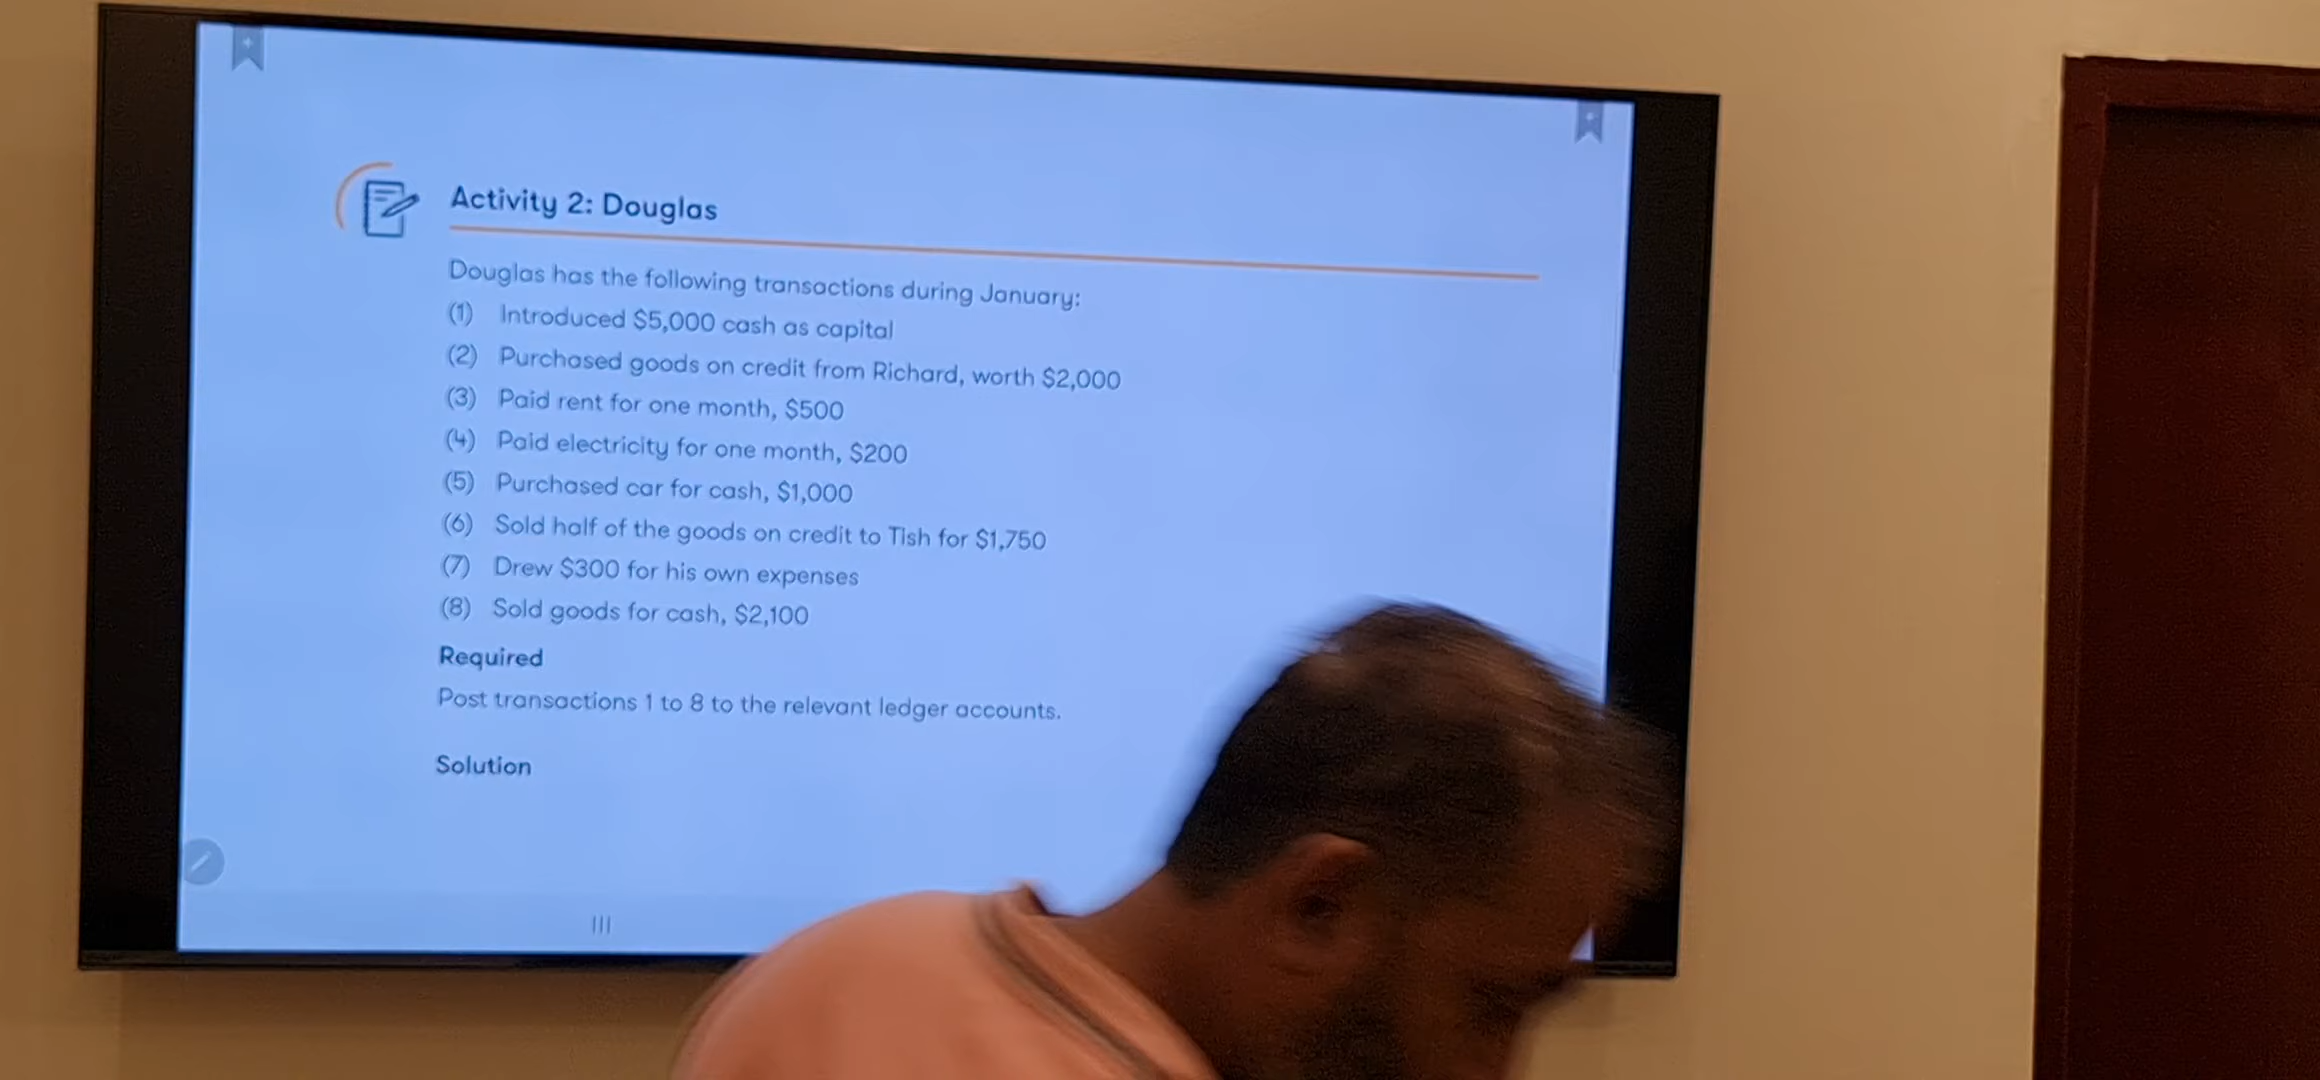 Activity 2: Douglas
Douglas has the following transactions during January:
(1) Introduced $5,000 cash as capital
(2) Purchased goods on credit from Richard, worth $2,000
(3) Paid rent for one month, $500
(4) Paid electricity for one month, $200
(5) Purchased car for cash, $1,000
(6) Sold half of the goods on credit to Tish for $1,750
(7) Drew $300 for his own expenses
(8) Sold goods for cash, $2,100
Required
Post transactions 1 to 8 to the relevant ledger accounts.
Solution